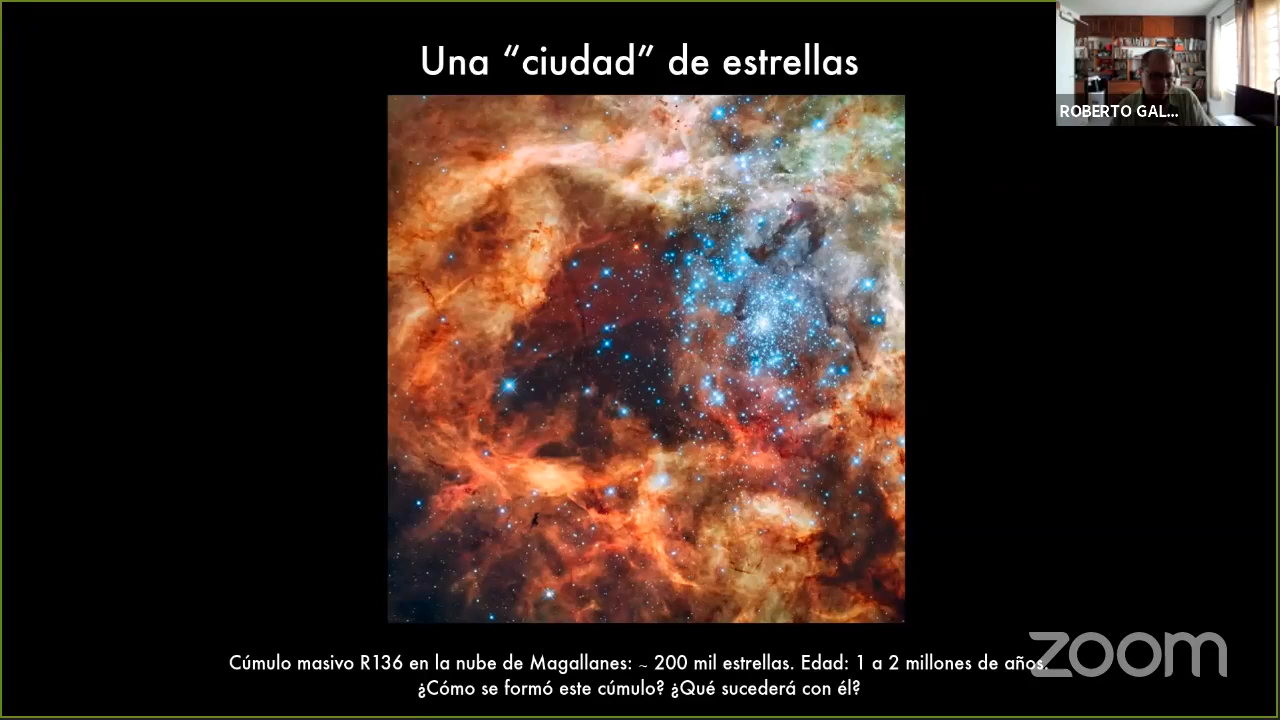 Una “ciudad” de estrellas
ROBERTO GAL...
Cúmulo masivo R136 en la nube de Magallanes: ~ 200 mil estrellas. Edad: 1 a 2 millones de años.
¿Cómo se formó este cúmulo? ¿Qué sucederá con él?
zoom